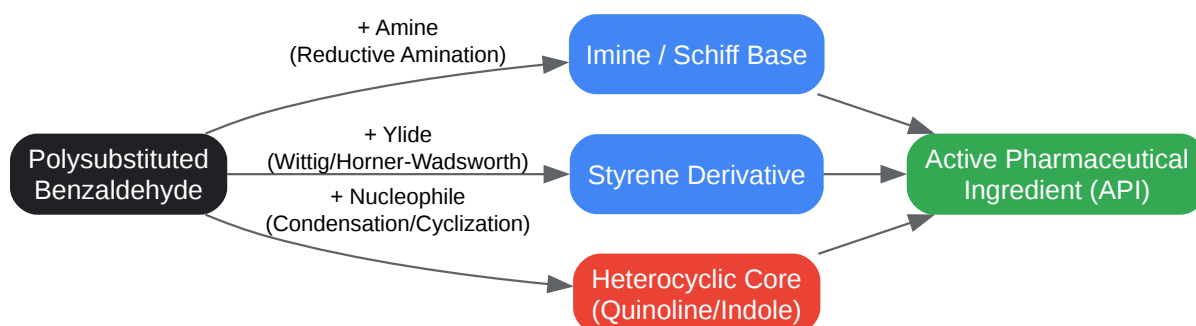 + Amine
(Reductive Amination)
Imine / Schiff Base
Polysubstituted
Benzaldehyde
+ Ylide
(Wittig/Horner-Wadsworth)
Styrene Derivative
Active Pharmaceutical
Ingredient (API)
+ Nucleophile
(Condensation/Cyclization)
Heterocyclic Core
(Quinoline/Indole)